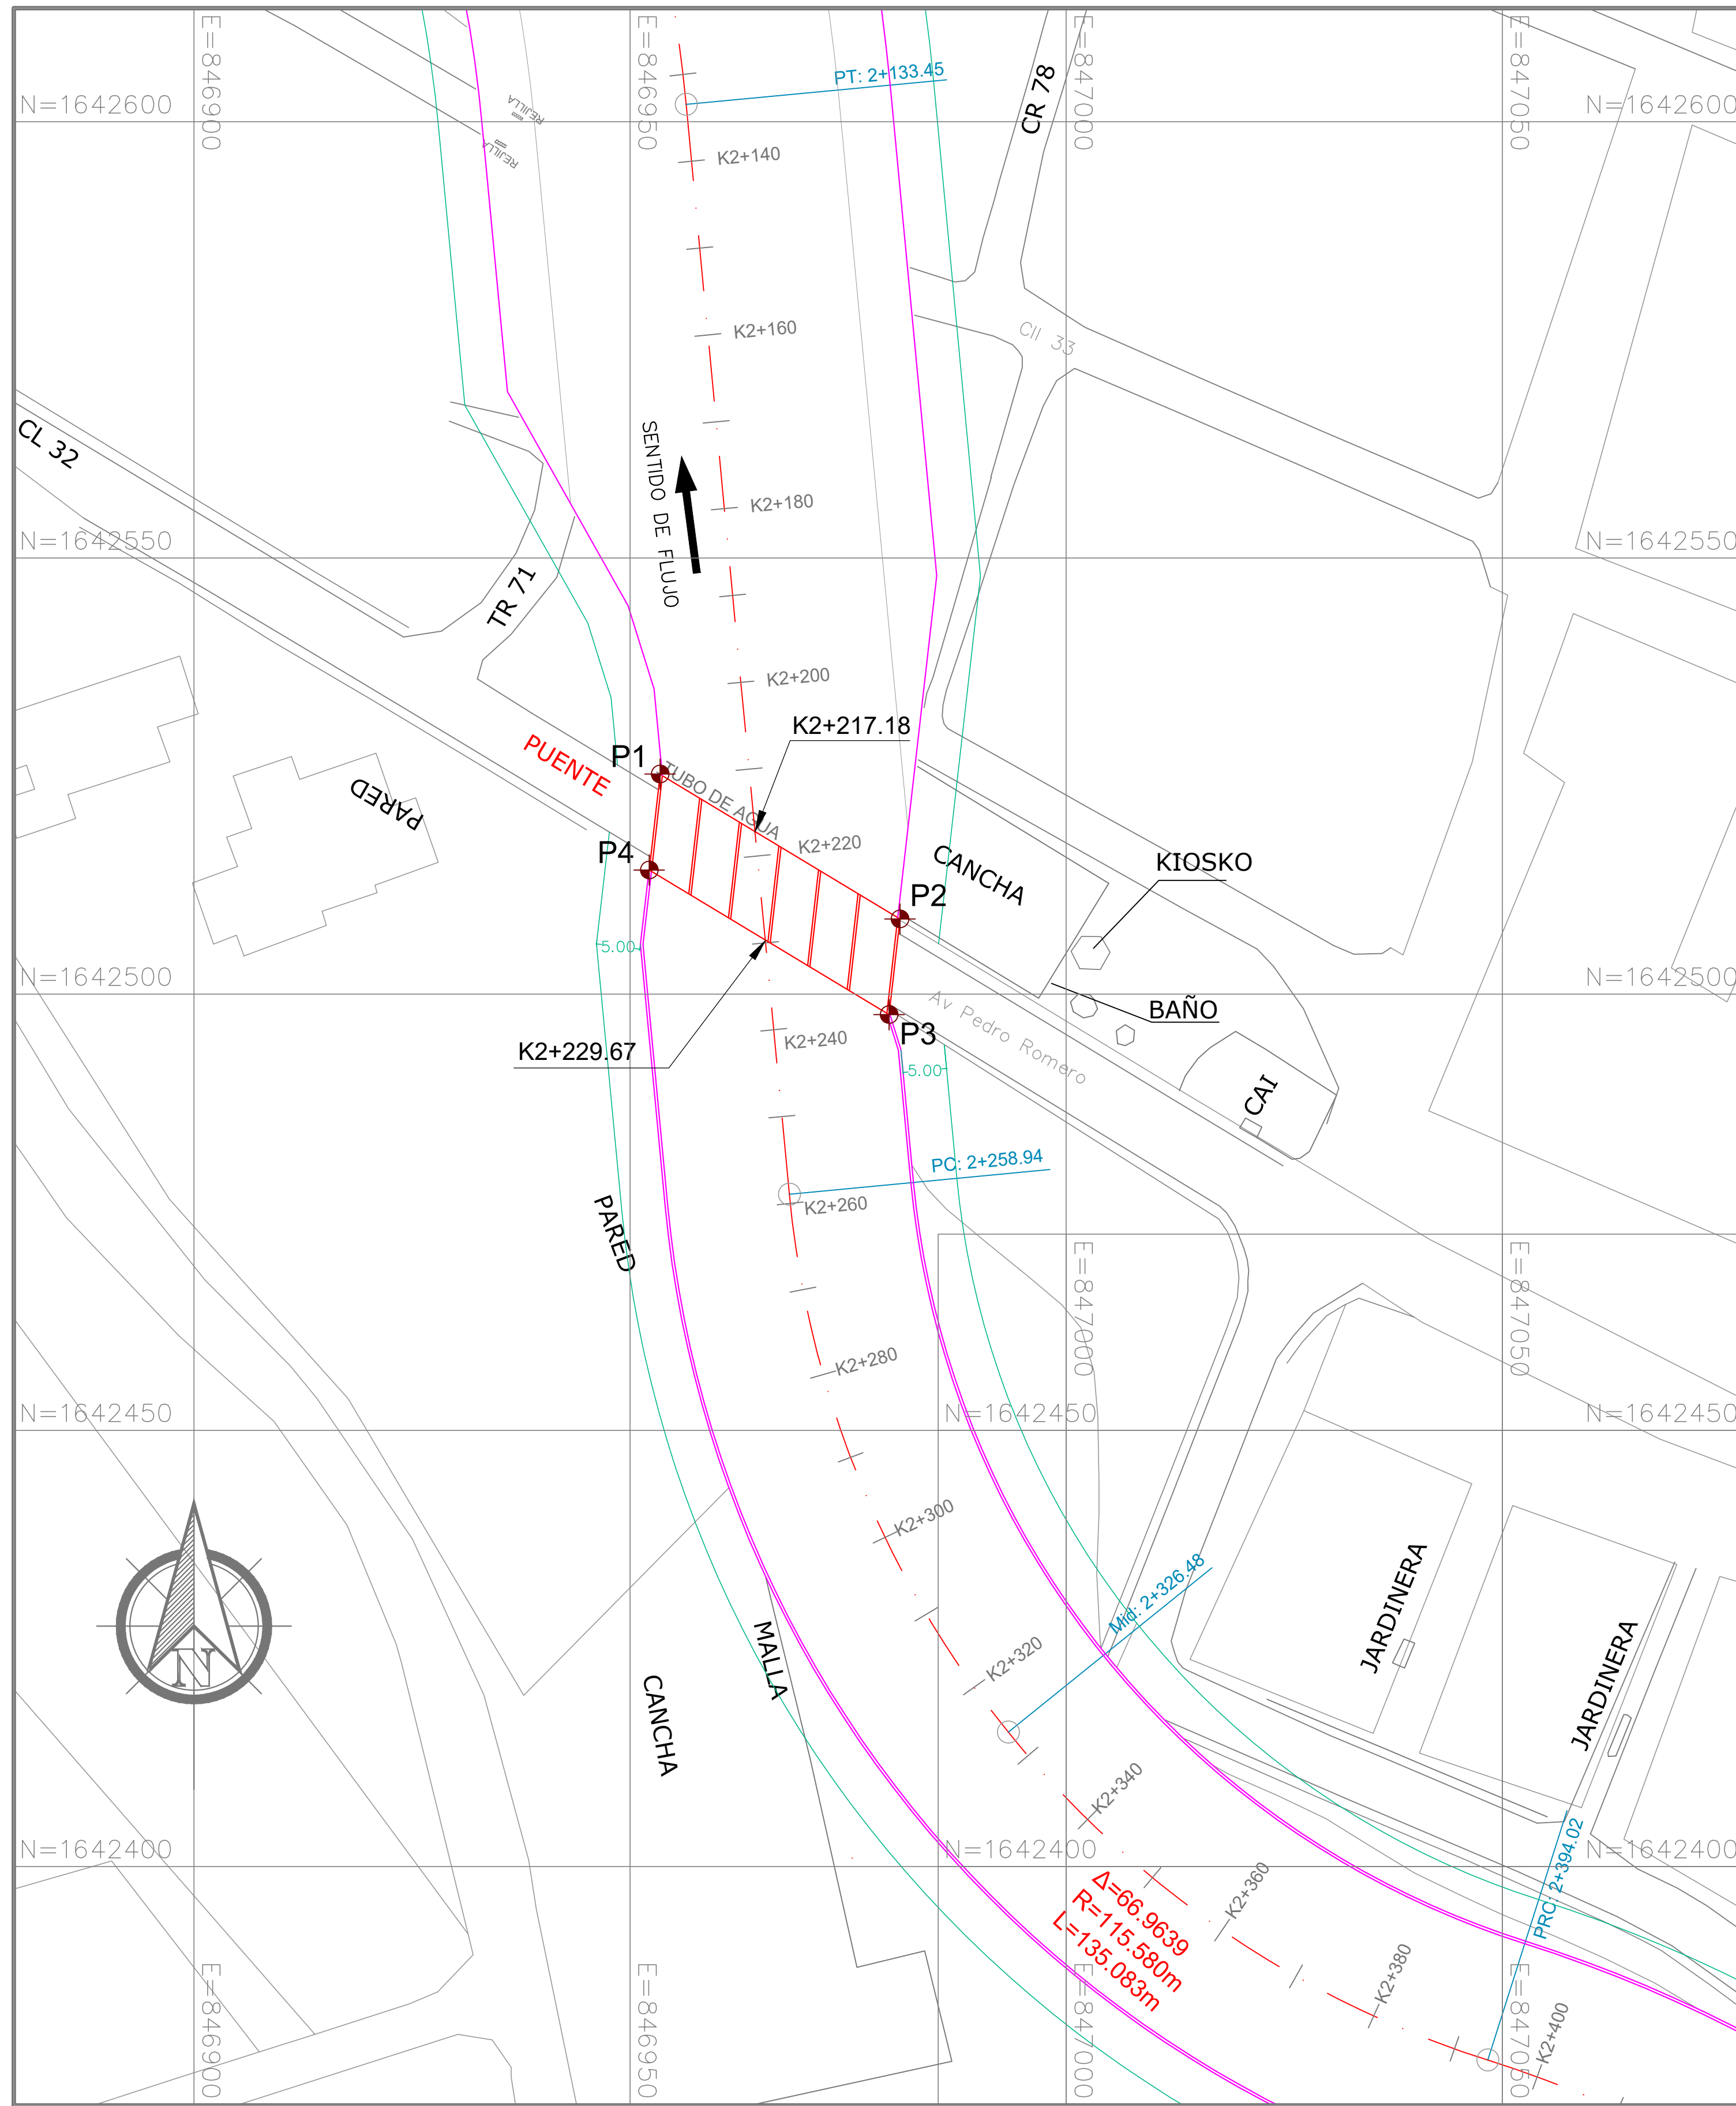 E=846900
E=846950
E=847000
E=847050
N=1642600
N=1642600
PT: 2+133.45
CR 78
REJILLA
REJILLA
K2+140
K2+160
Cll 33
CL 32
SENTIDO DE FLUJO
K2+180
N=1642550
N=1642550
TR 71
K2+200
K2+217.18
PUENTE
P1
TUBO DE AGUA
PARED
K2+220
P4
CANCHA
KIOSKO
P2
5.00
N=1642500
N=1642500
Av Pedro Romero
BAÑO
P3
K2+240
K2+229.67
5.00
CAI
PC: 2+258.94
K2+260
PARED
E=847000
E=847050
K2+280
N=1642450
N=1642450
N=1642450
K2+300
Mid: 2+326.48
JARDINERA
K2+320
MALLA
CANCHA
JARDINERA
N
K2+340
N=1642400
N=1642400
N=1642400
Δ=66.9639
R=115.580m
L=135.083m
K2+360
PRC: 2+394.02
K2+380
K2+400
E=846900
E=846950
E=847000
E=847050